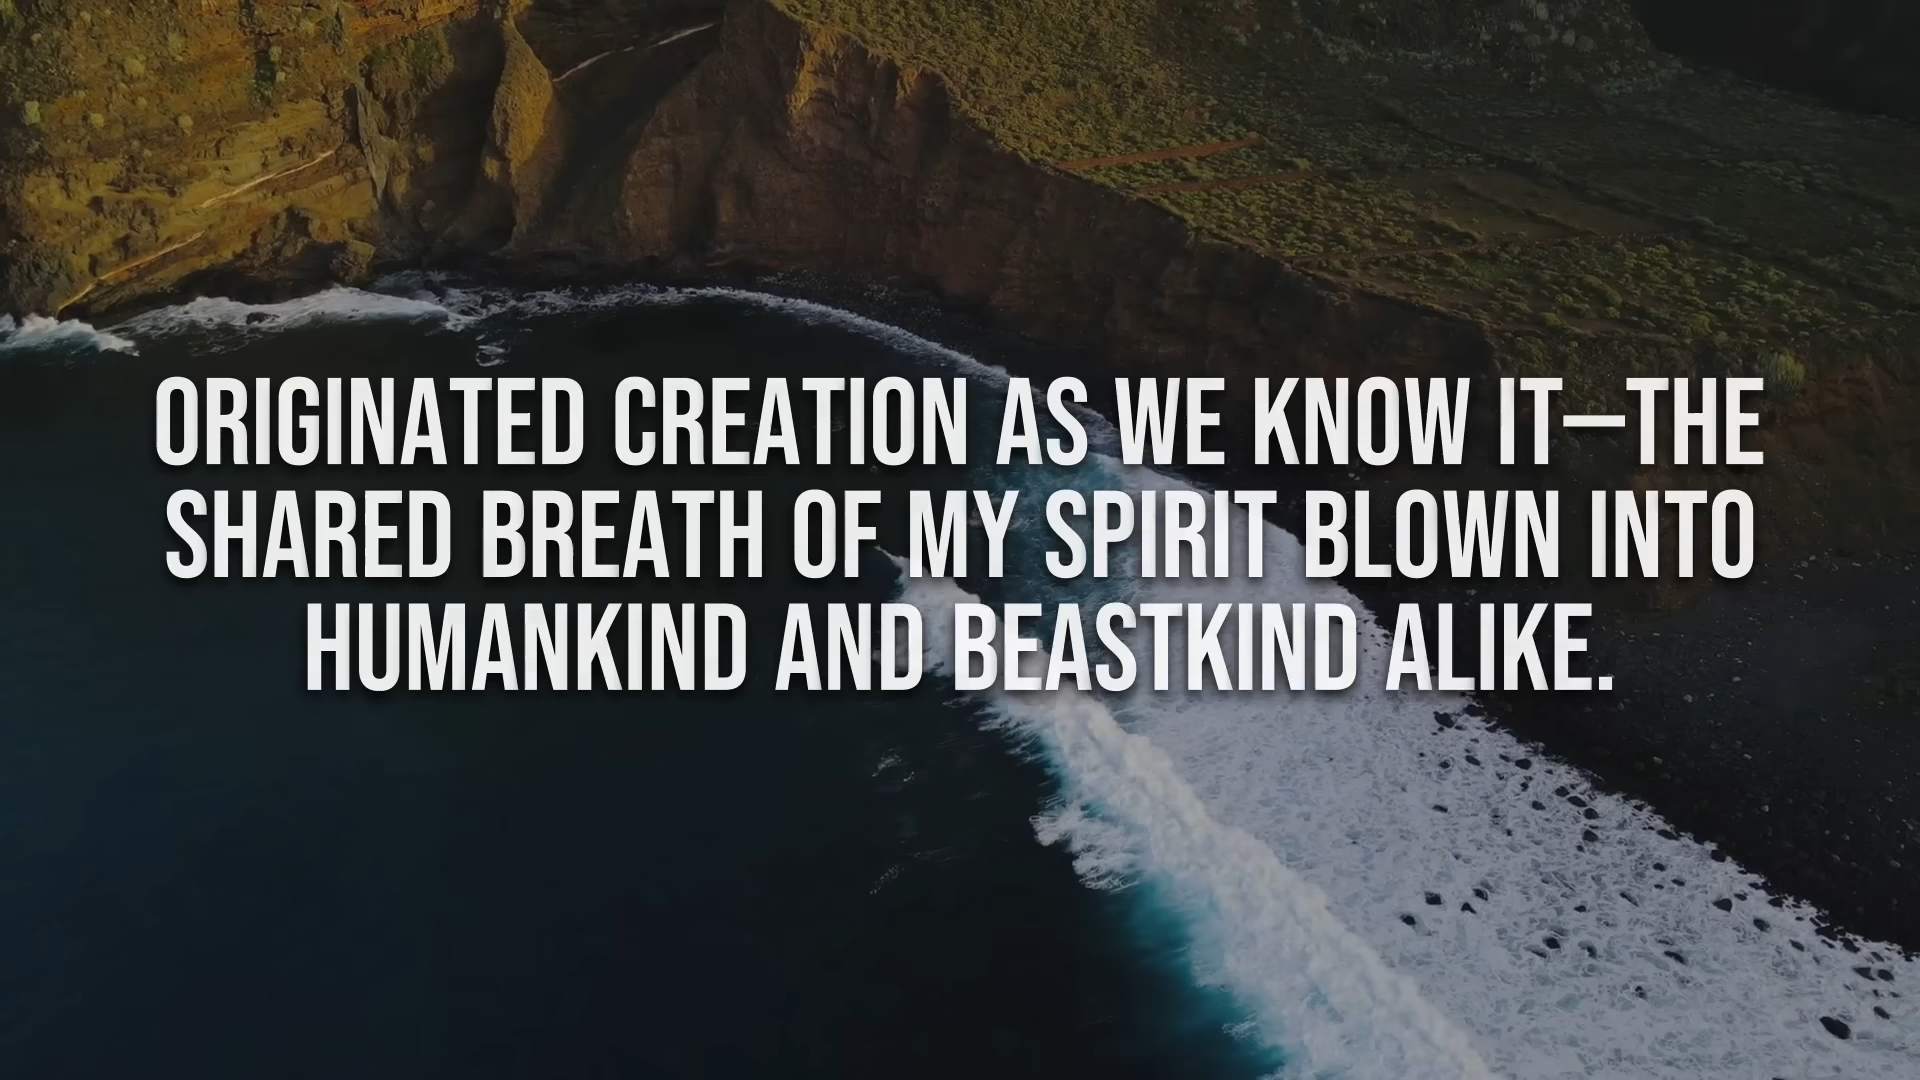 ORIGINATED CREATION AS WE KNOW IT—THE
SHARED BREATH OF MY SPIRIT BLOWN INTO
HUMANKIND AND BEASTKIND ALIKE.